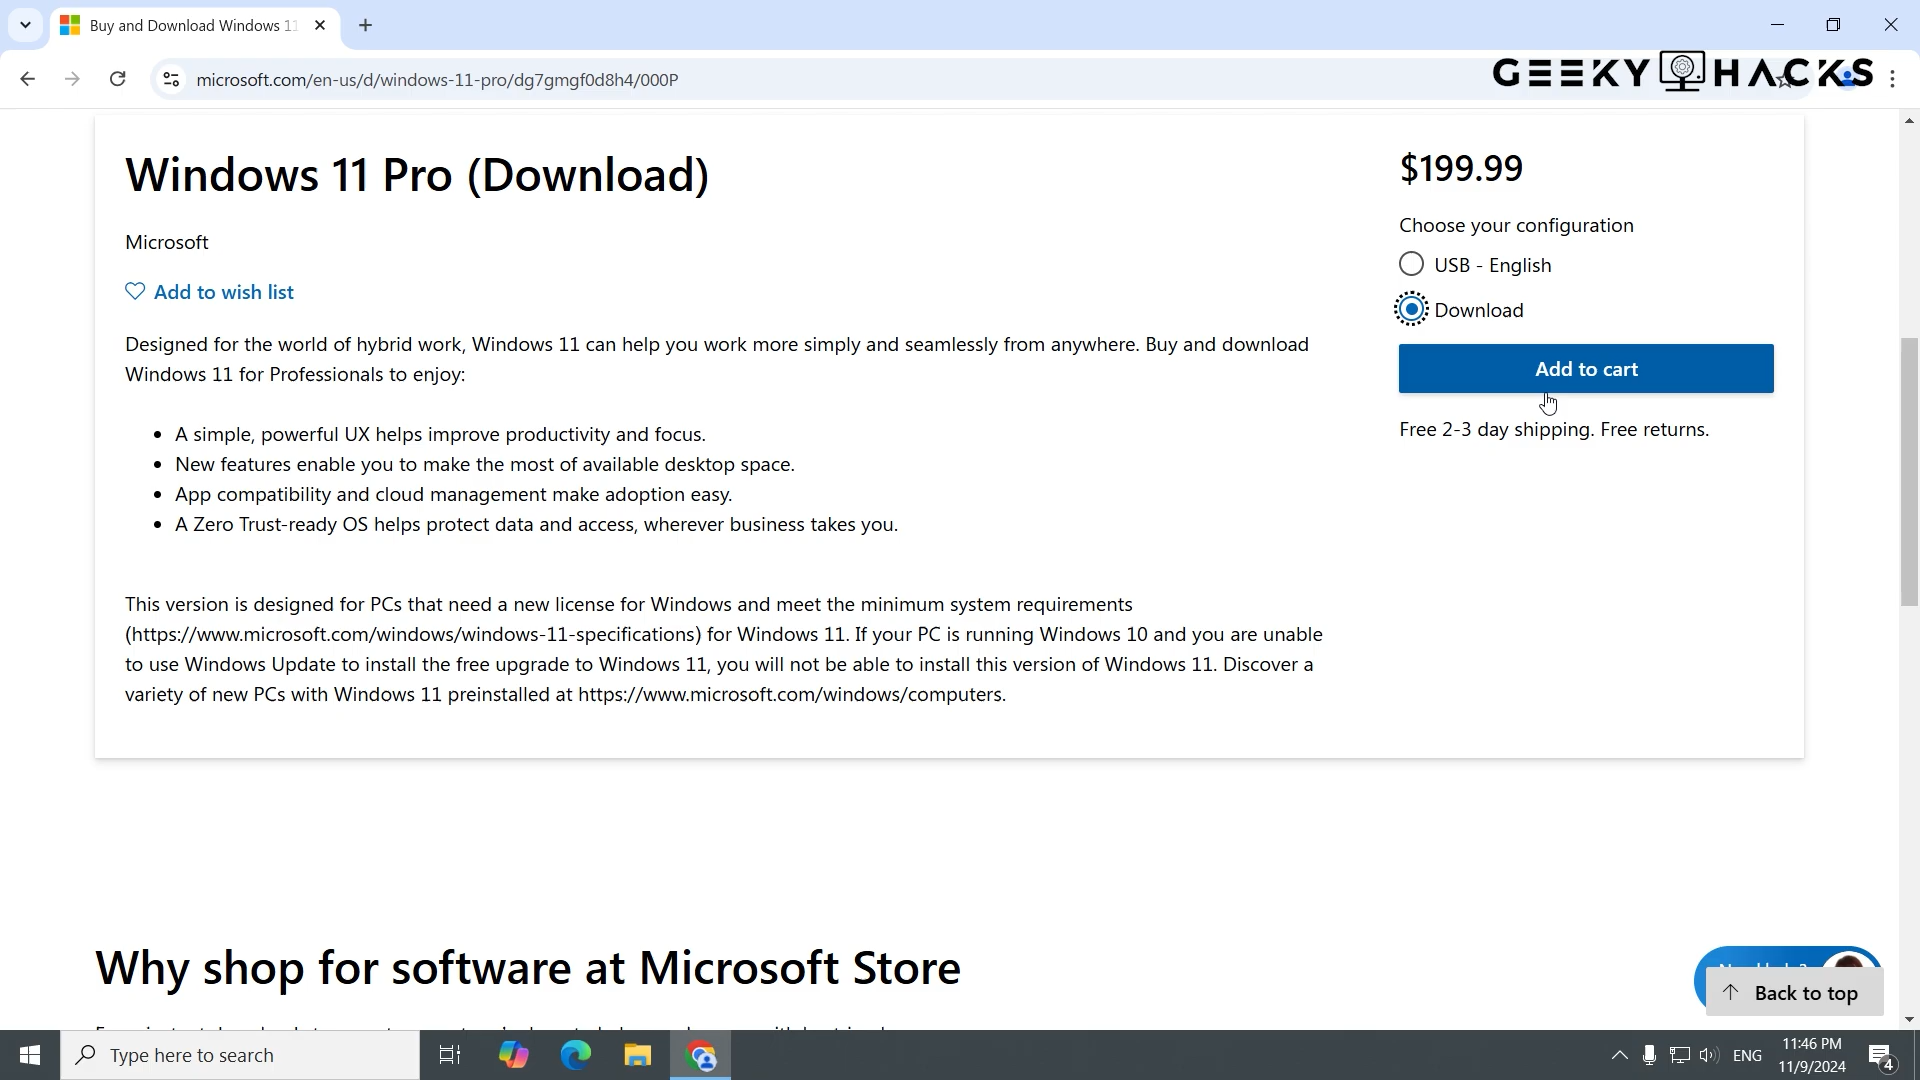 Buy and Download Windows 11
microsoft.com/en-us/d/windows-11-pro/dg7gmgf0d8h4/000P
GEEKY HACKS
Windows 11 Pro (Download)
Microsoft
Add to wish list
Designed for the world of hybrid work, Windows 11 can help you work more simply and seamlessly from anywhere. Buy and download
Windows 11 for Professionals to enjoy:
• A simple, powerful UX helps improve productivity and focus.
• New features enable you to make the most of available desktop space.
• App compatibility and cloud management make adoption easy.
• A Zero Trust-ready OS helps protect data and access, wherever business takes you.
This version is designed for PCs that need a new license for Windows and meet the minimum system requirements
(https://www.microsoft.com/windows/windows-11-specifications) for Windows 11. If your PC is running Windows 10 and you are unable
to use Windows Update to install the free upgrade to Windows 11, you will not be able to install this version of Windows 11. Discover a
variety of new PCs with Windows 11 preinstalled at https://www.microsoft.com/windows/computers.
$199.99
Choose your configuration
USB - English
Download
Add to cart
Free 2-3 day shipping. Free returns.
Why shop for software at Microsoft Store
Back to top
Type here to search
ENG
11:46 PM
11/9/2024
4